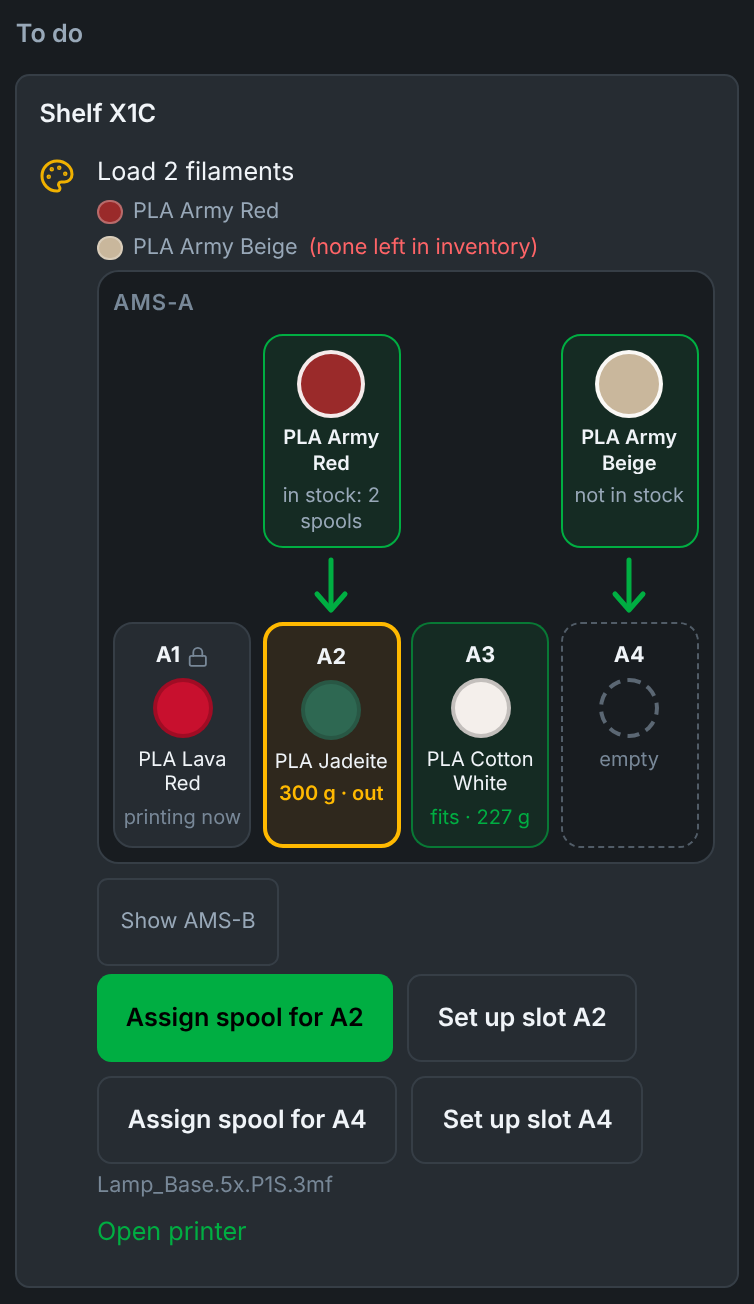 To do
Shelf X1C
Load 2 filaments
PLA Army Red
PLA Army Beige (none left in inventory)
AMS-A
PLA Army
Red
in stock: 2
spools
PLA Army
Beige
not in stock
A1
PLA Lava
Red
printing now
A2
PLA Jadeite
300 g · out
A3
PLA Cotton
White
fits · 227 g
A4
empty
Show AMS-B
Assign spool for A2
Set up slot A2
Assign spool for A4
Set up slot A4
Lamp_Base.5x.P1S.3mf
Open printer